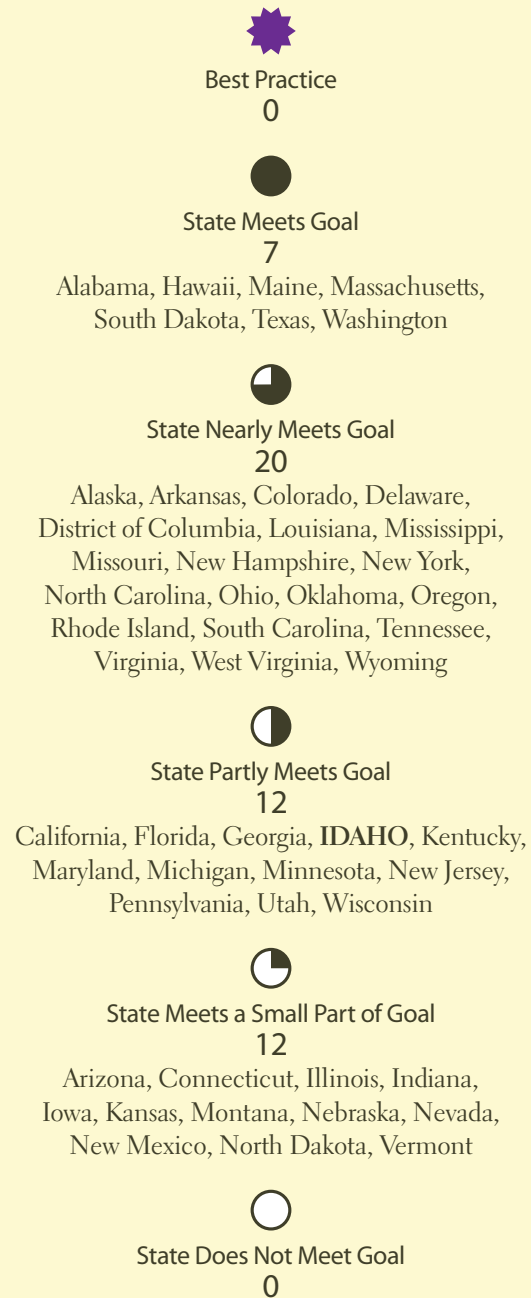 Best Practice
0
State Meets Goal
7
Alabama, Hawaii, Maine, Massachusetts,
South Dakota, Texas, Washington
State Nearly Meets Goal
20
Alaska, Arkansas, Colorado, Delaware,
District of Columbia, Louisiana, Mississippi,
Missouri, New Hampshire, New York,
North Carolina, Ohio, Oklahoma, Oregon,
Rhode Island, South Carolina, Tennessee,
Virginia, West Virginia, Wyoming
State Partly Meets Goal
12
California, Florida, Georgia, IDAHO, Kentucky,
Maryland, Michigan, Minnesota, New Jersey,
Pennsylvania, Utah, Wisconsin
State Meets a Small Part of Goal
12
Arizona, Connecticut, Illinois, Indiana,
Iowa, Kansas, Montana, Nebraska, Nevada,
New Mexico, North Dakota, Vermont
State Does Not Meet Goal
0